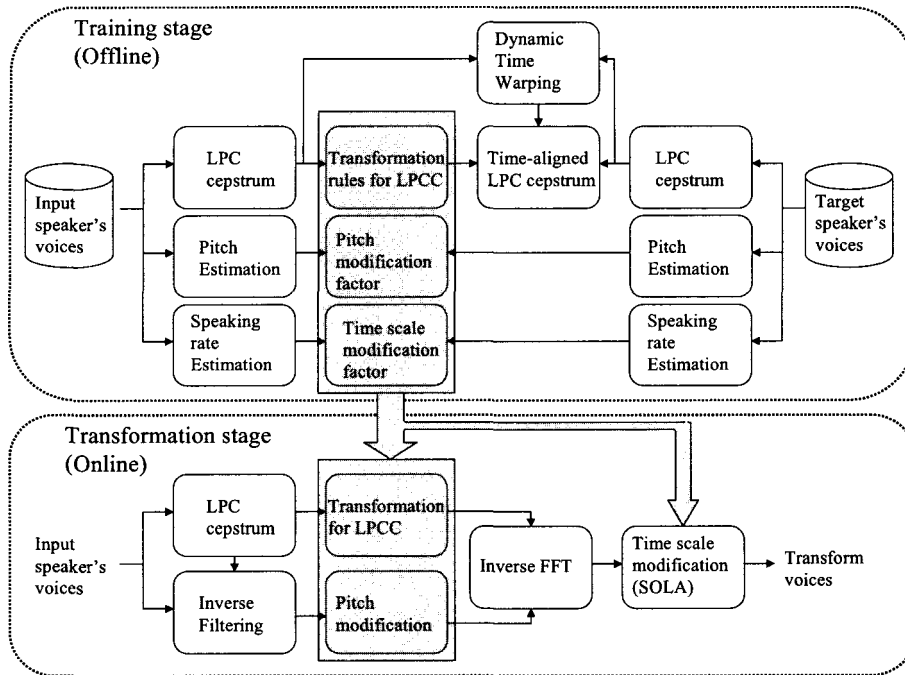 Training stage
(Offline)
Dynamic
Time
Warping
LPC
cepstrum
Transformation
rules for LPCC
Time-aligned
LPC cepstrum
LPC
cepstrum
Input
speaker's
voices
Target
speaker's
voices
Pitch
Estimation
Pitch
modification
factor
Pitch
Estimation
Speaking
rate
Estimation
Time scale
modification
factor
Speaking
rate
Estimation
Transformation stage
(Online)
LPC
cepstrum
Transformation
for LPCC
Input
speaker's
voices
Inverse FFT
Time scale
modification
(SOLA)
Transform
voices
Inverse
Filtering
Pitch
modification